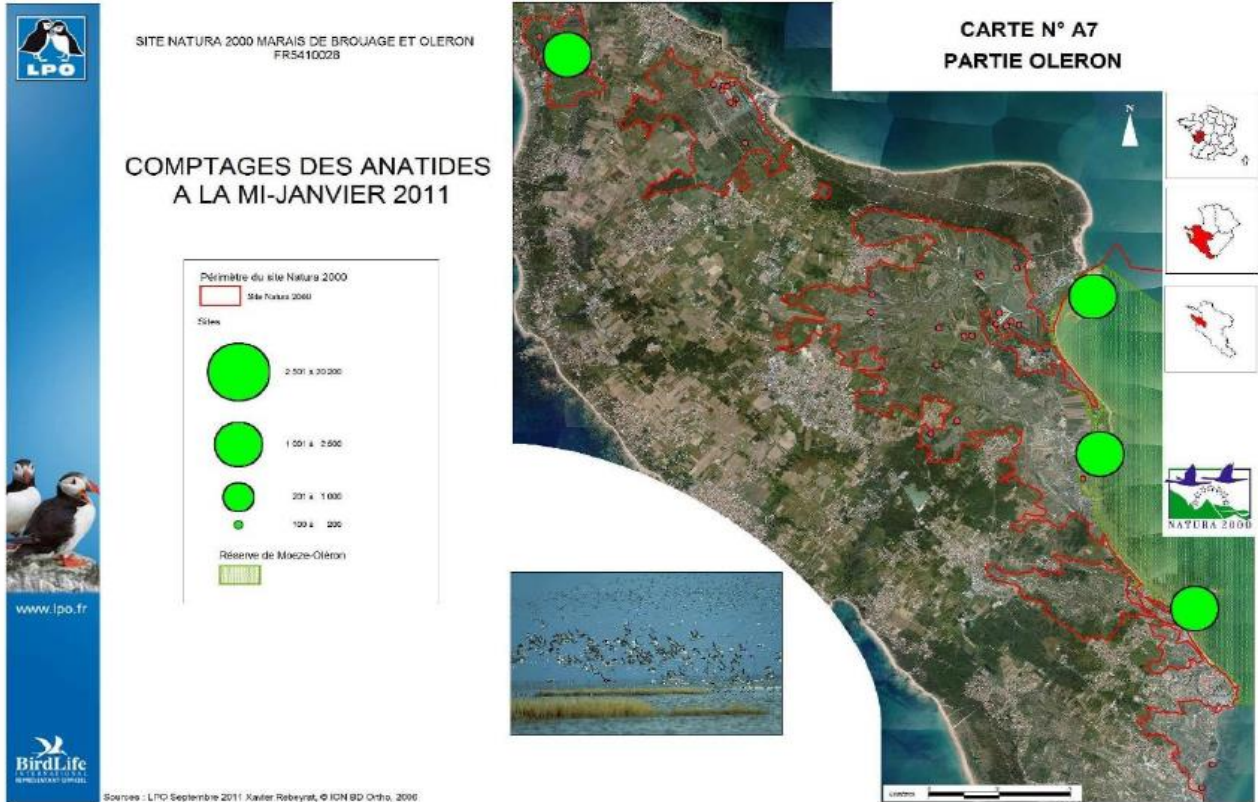 LPO
SITE NATURA 2000 MARAIS DE BROUAGE ET OLERON
FR5410028
COMPTAGES DES ANATIDES
A LA MI-JANVIER 2011
Périmètre du site Natura 2000
Site Natura 2000
Sites
2 501 à 20 200
1 001 à 2 500
201 à 1 000
100 à 200
Réserve de Moeze-Oléron
www.lpo.fr
BirdLife
INTERNATIONAL
REPRESENTANT OFFICIEL
Sources : LPO Septembre 2011 Xavier Rebeyrat, © IGN BD Ortho, 2006
CARTE N° A7
PARTIE OLERON
N
NATURA 2000